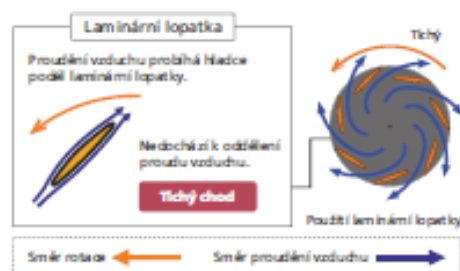 Laminární lopatka
Proudění vzduchu probíhá hladce
podél laminární lopatky.
Nedochází k oddělení
proudu vzduchu.
Tichý chod
Tichý
Použití laminární lopatky
Směr rotace
Směr proudění vzduchu